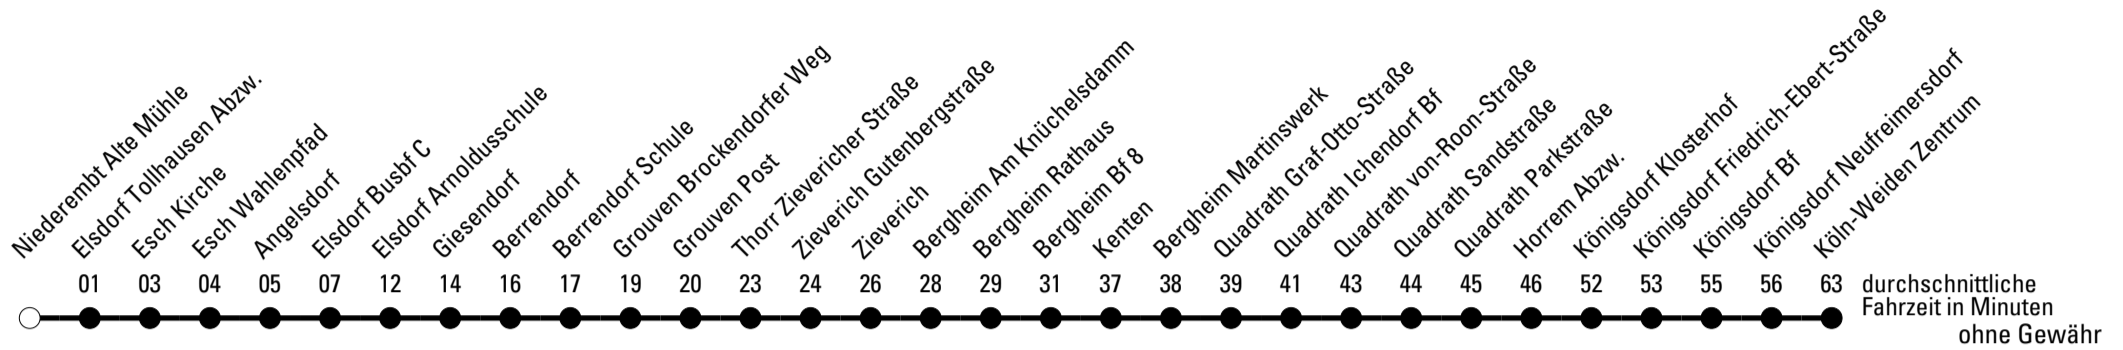 Niederembt Alte Mühle
Elsdorf Tollhausen Abzw.
Esch Kirche
Esch Wahlenpfad
Angelsdorf
Elsdorf Busbf C
Elsdorf Arnoldusschule
Giesendorf
Berrendorf
Berrendorf Schule
Grouven Brockendorfer Weg
Grouven Post
Thorr Zievericher Straße
Zieverich Gutenbergstraße
Zieverich
Bergheim Am Knüchelsdamm
Bergheim Rathaus
Bergheim Bf 8
Kenten
Bergheim Martinswerk
Quadrath Graf-Otto-Straße
Quadrath Ichendorf Bf
Quadrath von-Roon-Straße
Quadrath Sandstraße
Quadrath Parkstraße
Horrem Abzw.
Königsdorf Klosterhof
Königsdorf Friedrich-Ebert-Straße
Königsdorf Bf
Königsdorf Neufreimersdorf
Köln-Weiden Zentrum
01 03 04 05 07 12 14 16 17 19 20 23 24 26 28 29 31 37 38 39 41 43 44 45 46 52 53 55 56 63 durchschnittliche
Fahrzeit in Minuten
ohne Gewähr